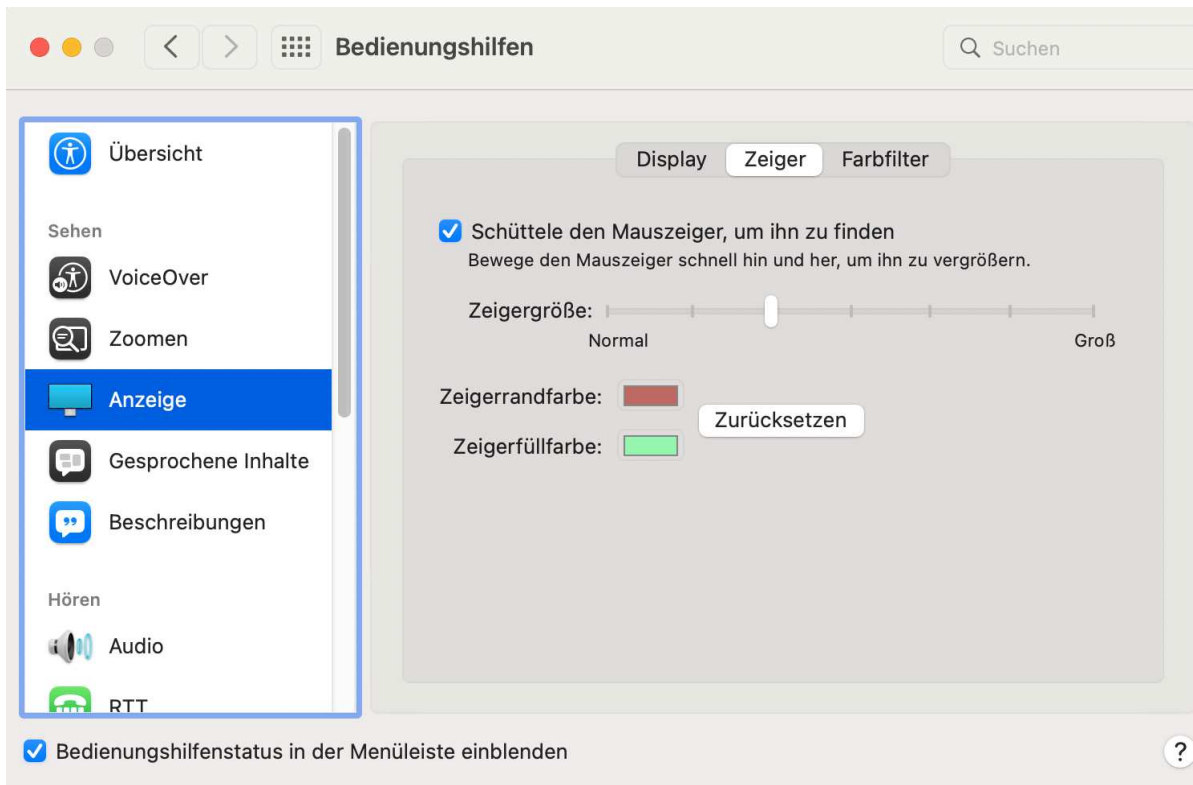 Bedienungshilfen
Suchen
Übersicht
Sehen
VoiceOver
Zoomen
Anzeige
Gesprochene Inhalte
Beschreibungen
Hören
Audio
RTT
Display Zeiger Farbfilter
Schüttele den Mauszeiger, um ihn zu finden
Bewege den Mauszeiger schnell hin und her, um ihn zu vergrößern.
Zeigergröße:
Normal Groß
Zeigerrandfarbe:
Zurücksetzen
Zeigerfüllfarbe:
Bedienungshilfenstatus in der Menüleiste einblenden
?